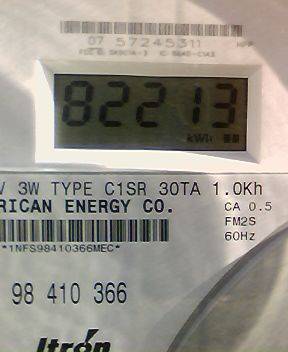 07 57245311
82213
kWh
V 3W TYPE C1SR 30TA 1.0Kh
RICAN ENERGY CO.
CA 0.5
FM2S
60Hz
*1NFS98410366MEC*
98 410 366
Itrón